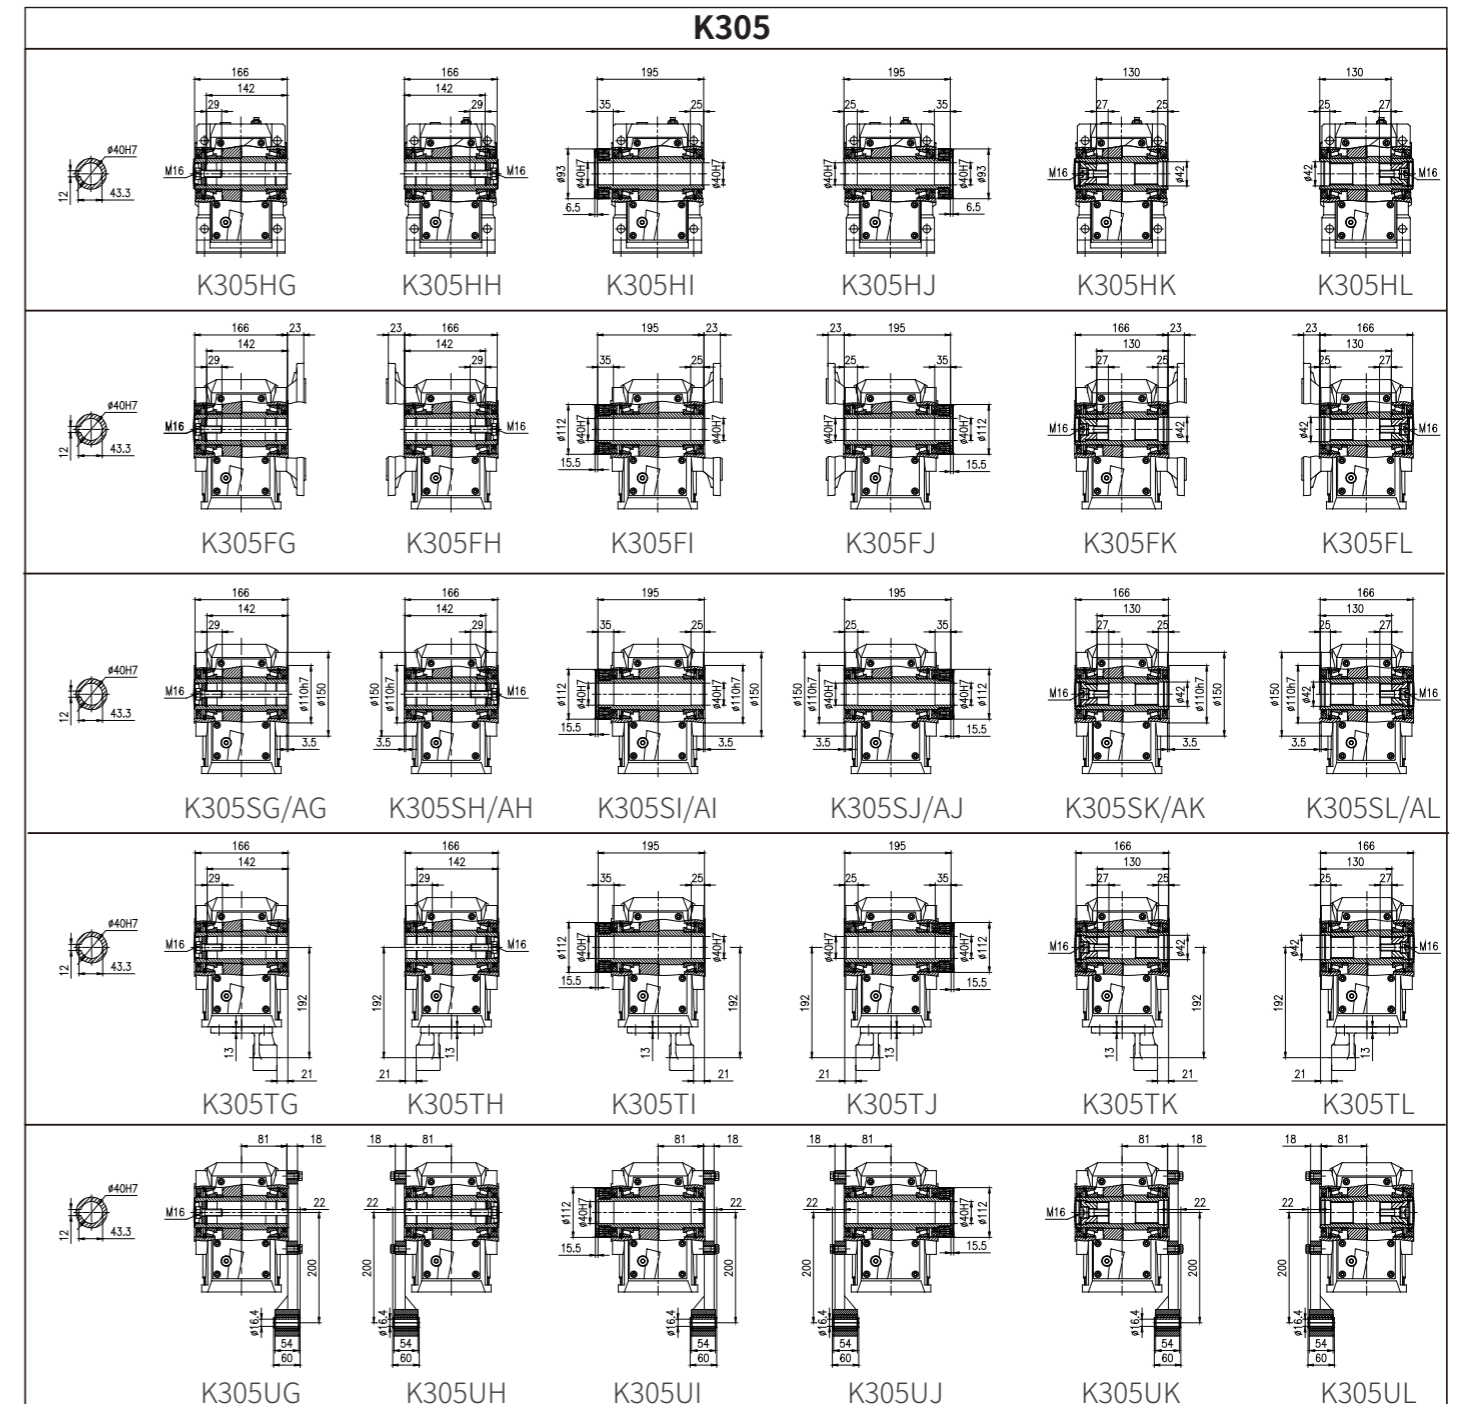 K305
166 166 195 195 130 130
142 142
29 29 35 25 25 35 27 25 25 27
ø40H7 12 43.3
M16 M16 ø93 ø40H7 ø40H7 ø40H7 ø40H7 ø93 M16 ø42 ø42 M16
6.5 6.5
K305HG K305HH K305HI K305HJ K305HK K305HL
166 23 23 166 195 23 23 195 166 23 23 166
142 142 130 130
29 29 35 25 25 35 27 25 25 27
ø40H7 12 43.3
M16 M16 ø112 ø40H7 ø40H7 ø40H7 ø40H7 ø112 M16 ø42 ø42 M16
15.5 15.5
K305FG K305FH K305FI K305FJ K305FK K305FL
166 166 195 195 166 166
142 142 130 130
29 29 35 25 25 35 27 25 25 27
ø40H7 12 43.3
M16 ø110h7 ø150 ø150 ø110h7 M16 ø112 ø40H7 ø40H7 ø110h7 ø150 ø150 ø110h7 ø40H7 ø40H7 ø112 M16 ø42 ø110h7 ø150 ø150 ø110h7 ø42 M16
3.5 3.5 15.5 3.5 3.5 15.5 3.5 3.5
K305SG/AG K305SH/AH K305SI/AI K305SJ/AJ K305SK/AK K305SL/AL
166 166 195 195 166 166
142 142 130 130
29 29 35 25 25 35 27 25 25 27
ø40H7 12 43.3
M16 M16 ø112 ø40H7 ø40H7 ø40H7 ø40H7 ø112 M16 ø42 ø42 M16
15.5 15.5
192 192 192 192 192 192
13 13 13 13 13 13
21 21 21 21 21 21
K305TG K305TH K305TI K305TJ K305TK K305TL
81 18 18 81 81 18 18 81 81 18 18 81
ø40H7 12 43.3
M16 22 22 M16 ø112 ø40H7 22 22 ø40H7 ø112 M16 22 22 M16
15.5 15.5
200 200 200 200 200 200
ø16.4 ø16.4 ø16.4 ø16.4 ø16.4 ø16.4
54 54 54 54 54 54
60 60 60 60 60 60
K305UG K305UH K305UI K305UJ K305UK K305UL